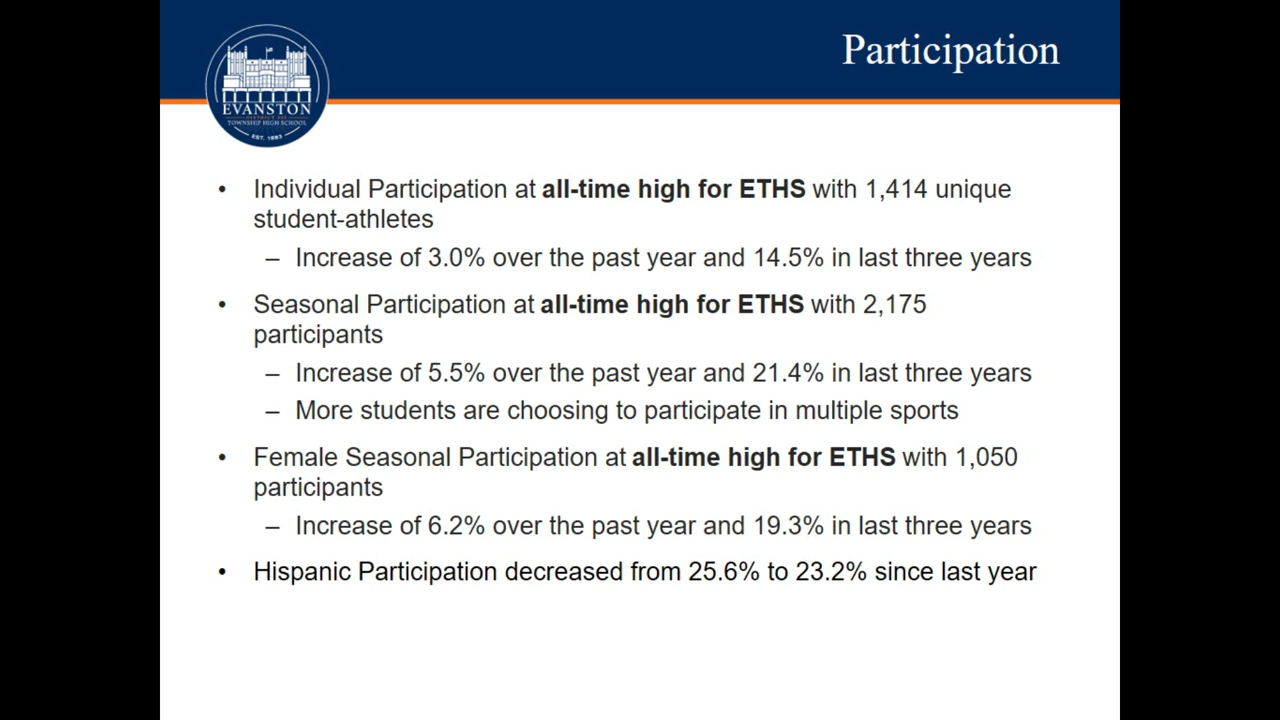 Participation
EVANSTON
DISTRICT 202
TOWNSHIP HIGH SCHOOL
EST. 1883
• Individual Participation at all-time high for ETHS with 1,414 unique
student-athletes
– Increase of 3.0% over the past year and 14.5% in last three years
• Seasonal Participation at all-time high for ETHS with 2,175
participants
– Increase of 5.5% over the past year and 21.4% in last three years
– More students are choosing to participate in multiple sports
• Female Seasonal Participation at all-time high for ETHS with 1,050
participants
– Increase of 6.2% over the past year and 19.3% in last three years
• Hispanic Participation decreased from 25.6% to 23.2% since last year